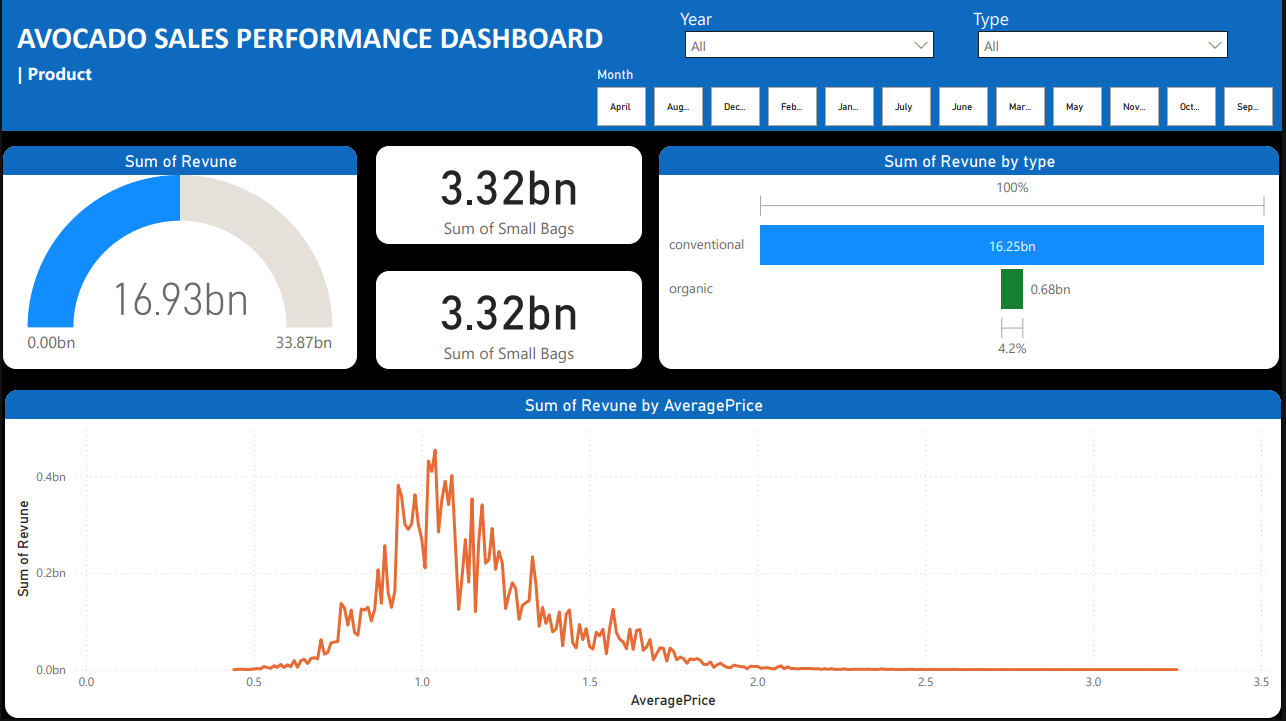 AVOCADO SALES PERFORMANCE DASHBOARD
| Product
Year
All
Type
All
Month
April
Aug...
Dec...
Feb...
Jan...
July
June
Mar...
May
Nov...
Oct...
Sep...
Sum of Revune
16.93bn
0.00bn
33.87bn
3.32bn
Sum of Small Bags
3.32bn
Sum of Small Bags
Sum of Revune by type
100%
conventional
16.25bn
organic
0.68bn
4.2%
Sum of Revune by AveragePrice
Sum of Revune
0.4bn
0.2bn
0.0bn
0.0
0.5
1.0
1.5
2.0
2.5
3.0
3.5
AveragePrice